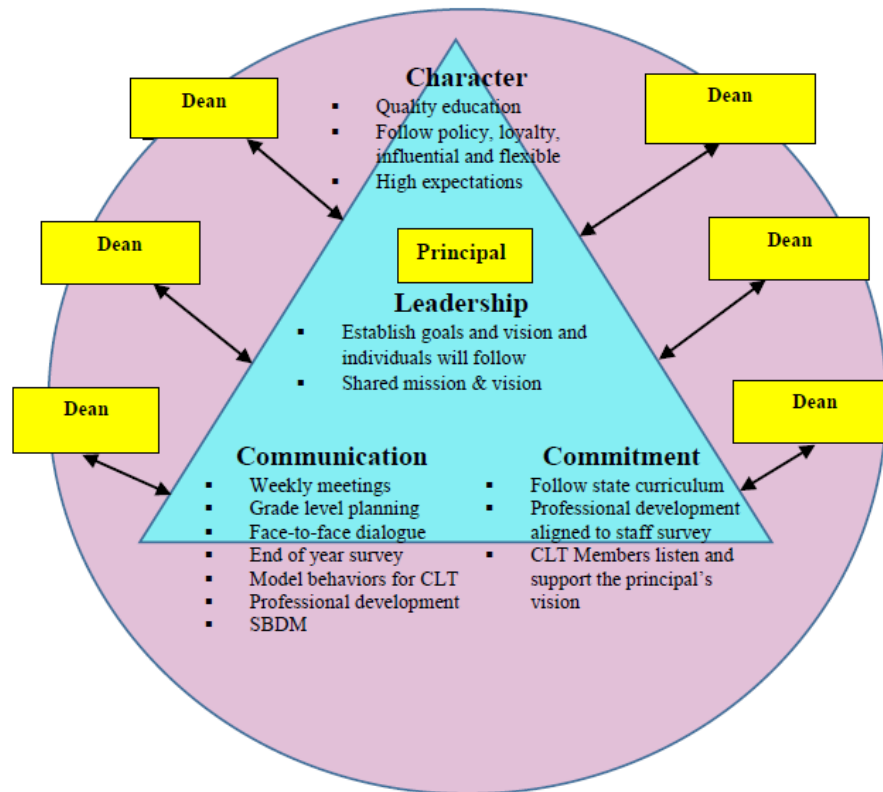 Dean
Dean
Character
▪ Quality education
▪ Follow policy, loyalty,
influential and flexible
▪ High expectations
Dean
Dean
Principal
Leadership
▪ Establish goals and vision and
individuals will follow
▪ Shared mission & vision
Dean
Dean
Communication
▪ Weekly meetings
▪ Grade level planning
▪ Face-to-face dialogue
▪ End of year survey
▪ Model behaviors for CLT
▪ Professional development
▪ SBDM
Commitment
▪ Follow state curriculum
▪ Professional development
aligned to staff survey
▪ CLT Members listen and
support the principal’s
vision